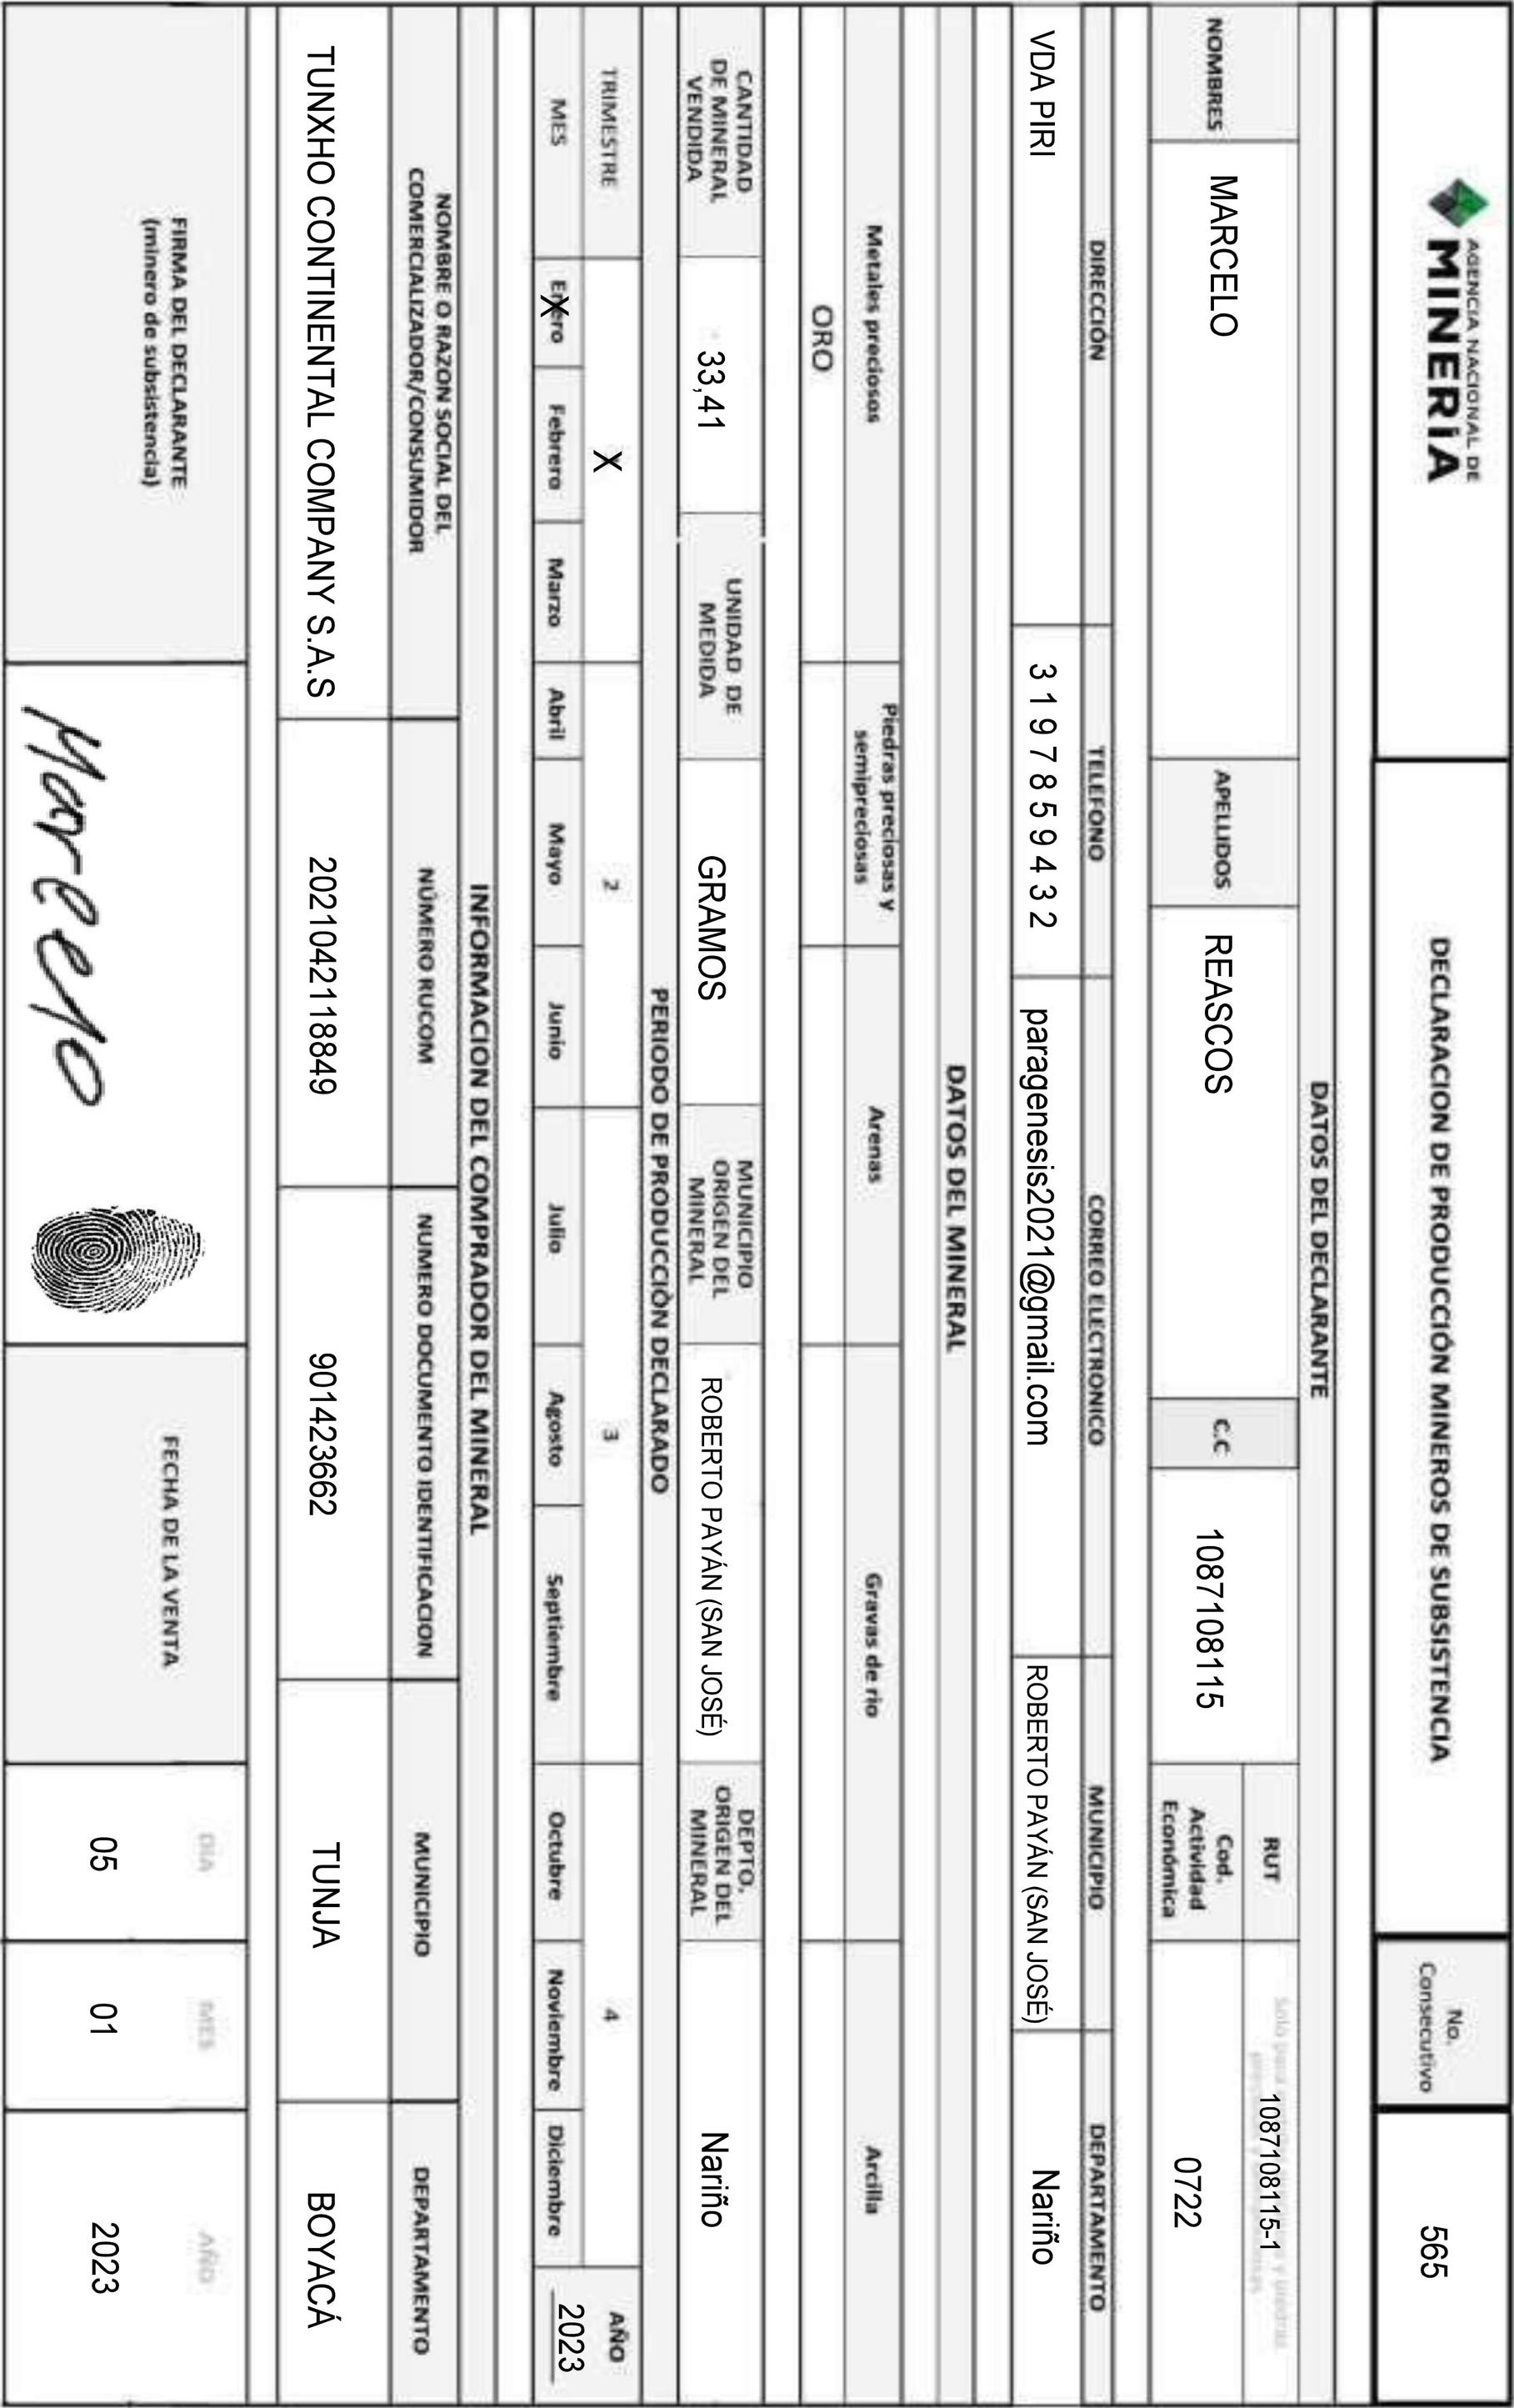 AGENCIA NACIONAL DE
MINERÍA
DECLARACION DE PRODUCCIÓN MINEROS DE SUBSISTENCIA
No.
Consecutivo
565
DATOS DEL DECLARANTE
NOMBRES
MARCELO
APELLIDOS
REASCOS
C.C
1087108115
RUT
1087108115-1
Cod.
Actividad
Económica
0722
DIRECCIÓN
TELEFONO
CORREO ELECTRONICO
MUNICIPIO
DEPARTAMENTO
VDA PIRI
3 1 9 7 8 5 9 4 3 2
paragenesis2021@gmail.com
ROBERTO PAYÁN (SAN JOSÉ)
Nariño
DATOS DEL MINERAL
Metales preciosos
Piedras preciosas y
semipreciosas
Arenas
Gravas de rio
Arcilla
ORO
CANTIDAD
DE MINERAL
VENDIDA
33,41
UNIDAD DE
MEDIDA
GRAMOS
MUNICIPIO
ORIGEN DEL
MINERAL
ROBERTO PAYÁN (SAN JOSÉ)
DEPTO.
ORIGEN DEL
MINERAL
Nariño
PERIODO DE PRODUCCIÓN DECLARADO
TRIMESTRE
X
2
3
4
AÑO
MES
Enero
X
Febrero
Marzo
Abril
Mayo
Junio
Julio
Agosto
Septiembre
Octubre
Noviembre
Diciembre
2023
INFORMACION DEL COMPRADOR DEL MINERAL
NOMBRE O RAZON SOCIAL DEL
COMERCIALIZADOR/CONSUMIDOR
NÚMERO RUCOM
NUMERO DOCUMENTO IDENTIFICACION
MUNICIPIO
DEPARTAMENTO
TUNXHO CONTINENTAL COMPANY S.A.S
2021042118849
901423662
TUNJA
BOYACÁ
FIRMA DEL DECLARANTE
(minero de subsistencia)
Marcelo
FECHA DE LA VENTA
DIA
MES
AÑO
05
01
2023